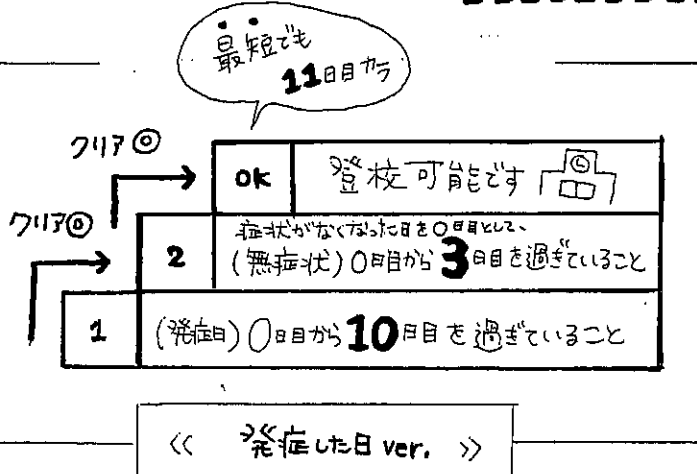 最短でも
11日目カラ
クリア◎
OK 登校可能です
クリア◎
2 症状がなくなった日を0日目として、
(無症状)0日目から3日目を過ぎていること
1 (発症日)0日目から10日目を過ぎていること
《 発症した日 ver. 》